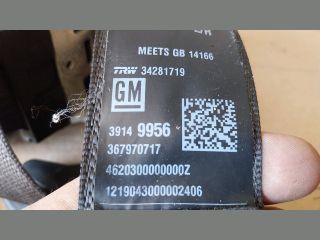 MEETS GB 14166
TRW 34281719
GM
3914 9956
367970717
4620300000000Z
1219043000002406